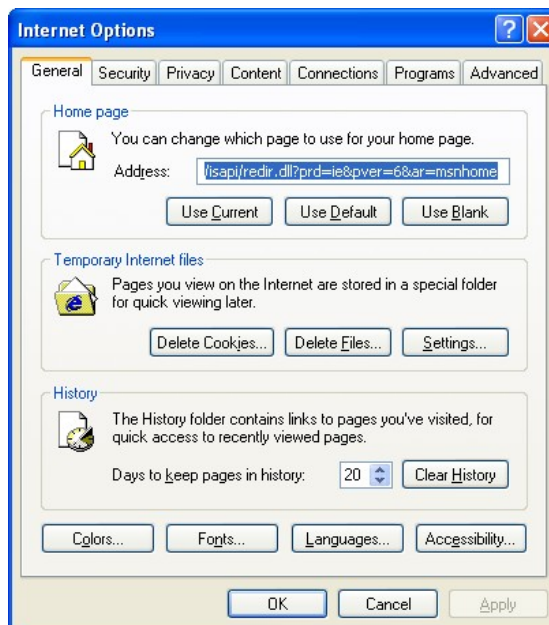 Internet Options
General Security Privacy Content Connections Programs Advanced
Home page
You can change which page to use for your home page.
Address: /isapi/redir.dll?prd=ie&pver=6&ar=msnhome
Use Current Use Default Use Blank
Temporary Internet files
Pages you view on the Internet are stored in a special folder
for quick viewing later.
Delete Cookies... Delete Files... Settings...
History
The History folder contains links to pages you've visited, for
quick access to recently viewed pages.
Days to keep pages in history: 20 Clear History
Colors... Fonts... Languages... Accessibility...
OK Cancel Apply